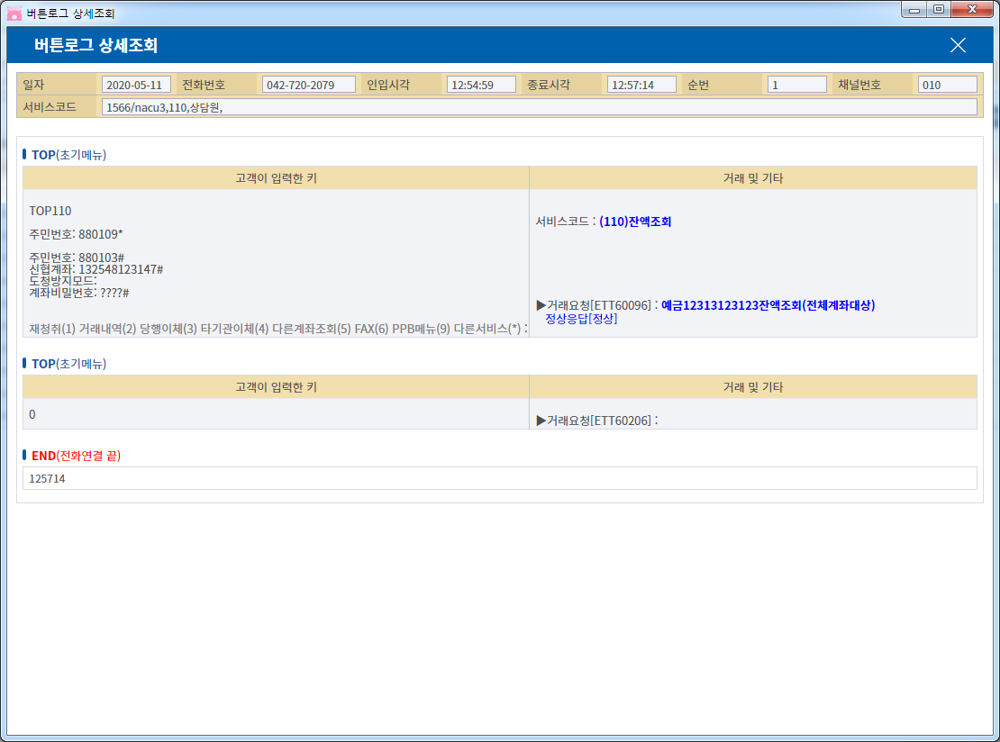 버튼로그 상세조회
버튼로그 상세조회
일자 2020-05-11 전화번호 042-720-2079 인입시각 12:54:59 종료시각 12:57:14 순번 1 채널번호 010
서비스코드 1566/nacu3,110,상담원,
TOP(초기메뉴)
고객이 입력한 키 거래 및 기타
TOP110
서비스코드 : (110)잔액조회
주민번호: 880109*
주민번호: 880103#
신협계좌: 132548123147#
도청방지모드:
계좌비밀번호: ????#
▶거래요청[ETT60096] : 예금12313123123잔액조회(전체계좌대상)
정상응답[정상]
재청취(1) 거래내역(2) 당행이체(3) 타기관이체(4) 다른계좌조회(5) FAX(6) PPB메뉴(9) 다른서비스(*) :
TOP(초기메뉴)
고객이 입력한 키 거래 및 기타
0
▶거래요청[ETT60206] :
END(전화연결 끝)
125714